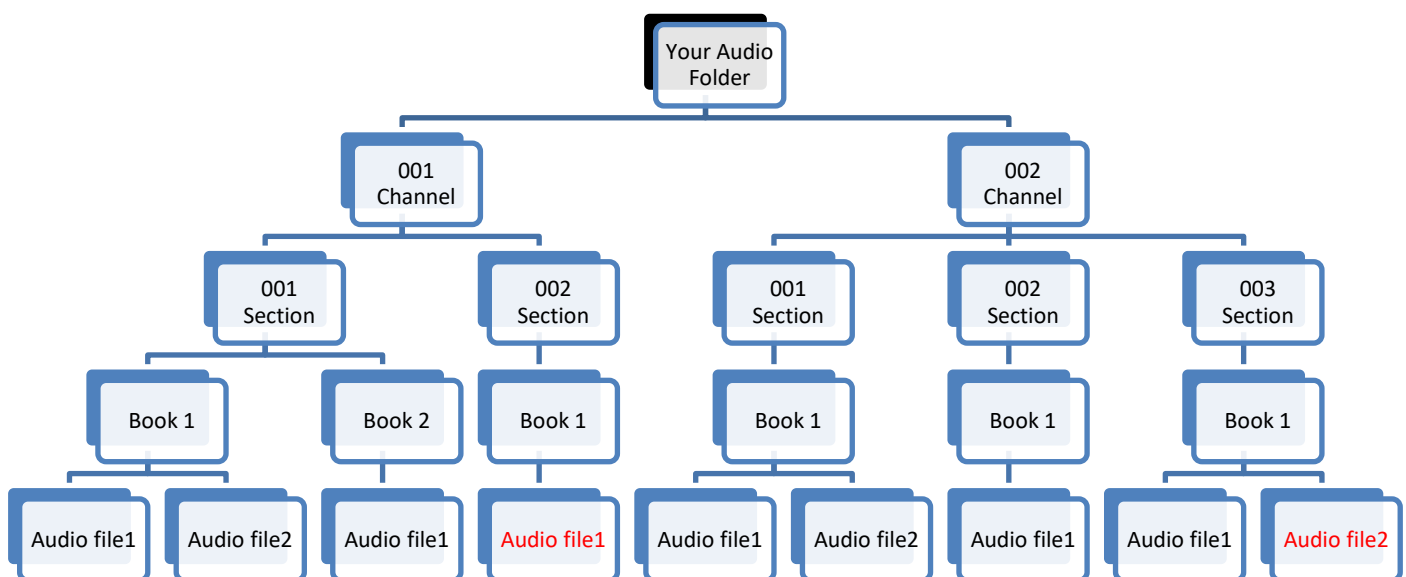 Your Audio
Folder
001
Channel
002
Channel
001
Section
002
Section
001
Section
002
Section
003
Section
Book 1
Book 2
Book 1
Book 1
Book 1
Book 1
Audio file1
Audio file2
Audio file1
Audio file1
Audio file1
Audio file2
Audio file1
Audio file1
Audio file2